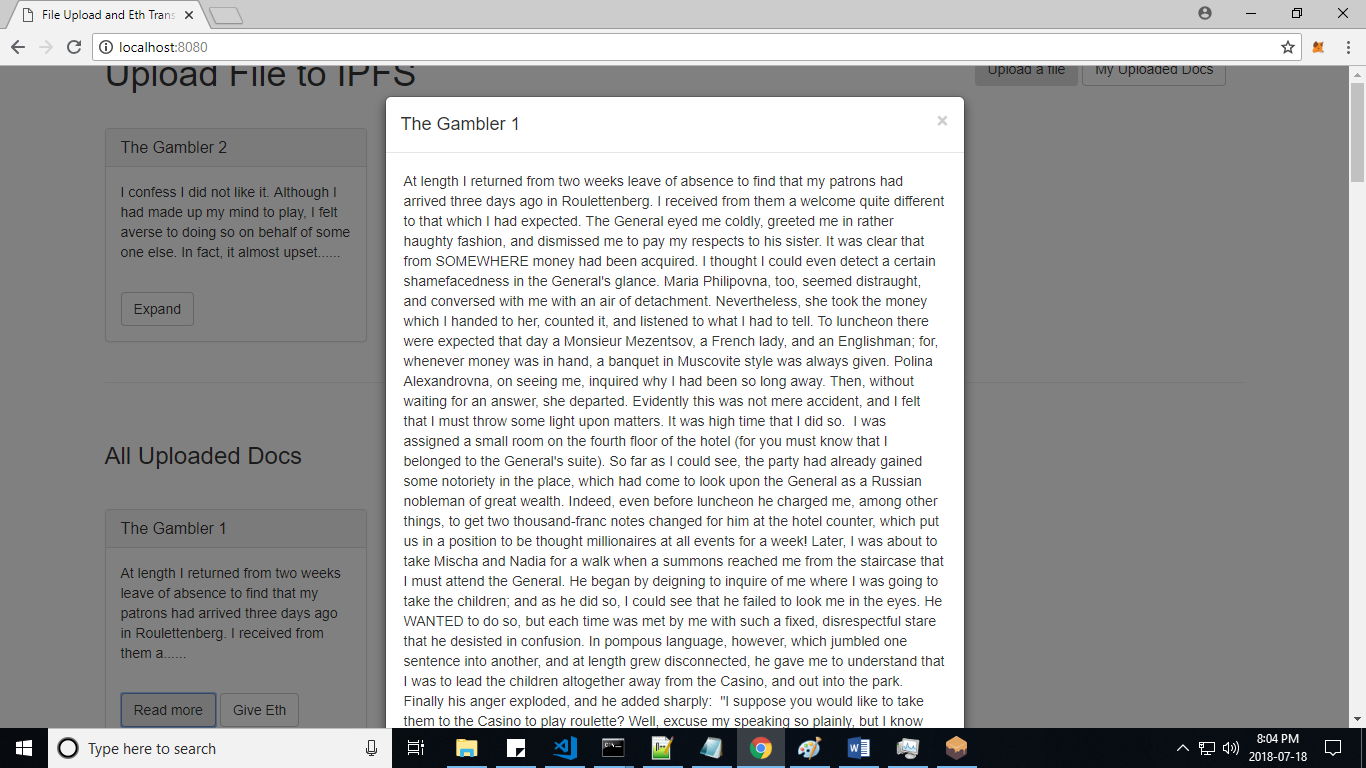 File Upload and Eth Trans
localhost:8080
Upload File to IPFS
Upload a file
My Uploaded Docs
The Gambler 2
I confess I did not like it. Although I
had made up my mind to play, I felt
averse to doing so on behalf of some
one else. In fact, it almost upset......
Expand
All Uploaded Docs
The Gambler 1
At length I returned from two weeks
leave of absence to find that my
patrons had arrived three days ago
in Roulettenberg. I received from
them a......
Read more
Give Eth
The Gambler 1
×
At length I returned from two weeks leave of absence to find that my patrons had
arrived three days ago in Roulettenberg. I received from them a welcome quite different
to that which I had expected. The General eyed me coldly, greeted me in rather
haughty fashion, and dismissed me to pay my respects to his sister. It was clear that
from SOMEWHERE money had been acquired. I thought I could even detect a certain
shamefacedness in the General's glance. Maria Philipovna, too, seemed distraught,
and conversed with me with an air of detachment. Nevertheless, she took the money
which I handed to her, counted it, and listened to what I had to tell. To luncheon there
were expected that day a Monsieur Mezentsov, a French lady, and an Englishman; for,
whenever money was in hand, a banquet in Muscovite style was always given. Polina
Alexandrovna, on seeing me, inquired why I had been so long away. Then, without
waiting for an answer, she departed. Evidently this was not mere accident, and I felt
that I must throw some light upon matters. It was high time that I did so.  I was
assigned a small room on the fourth floor of the hotel (for you must know that I
belonged to the General's suite). So far as I could see, the party had already gained
some notoriety in the place, which had come to look upon the General as a Russian
nobleman of great wealth. Indeed, even before luncheon he charged me, among other
things, to get two thousand-franc notes changed for him at the hotel counter, which put
us in a position to be thought millionaires at all events for a week! Later, I was about to
take Mischa and Nadia for a walk when a summons reached me from the staircase that
I must attend the General. He began by deigning to inquire of me where I was going to
take the children; and as he did so, I could see that he failed to look me in the eyes. He
WANTED to do so, but each time was met by me with such a fixed, disrespectful stare
that he desisted in confusion. In pompous language, however, which jumbled one
sentence into another, and at length grew disconnected, he gave me to understand that
I was to lead the children altogether away from the Casino, and out into the park.
Finally his anger exploded, and he added sharply:  "I suppose you would like to take
them to the Casino to play roulette? Well, excuse my speaking so plainly, but I know
Type here to search
8:04 PM
2018-07-18